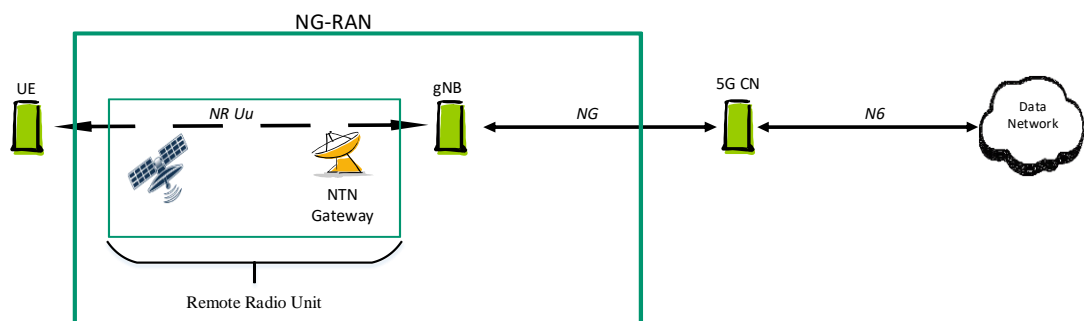 NG-RAN
UE
gNB
5G CN
NR Uu
NG
N6
Data
Network
NTN
Gateway
Remote Radio Unit